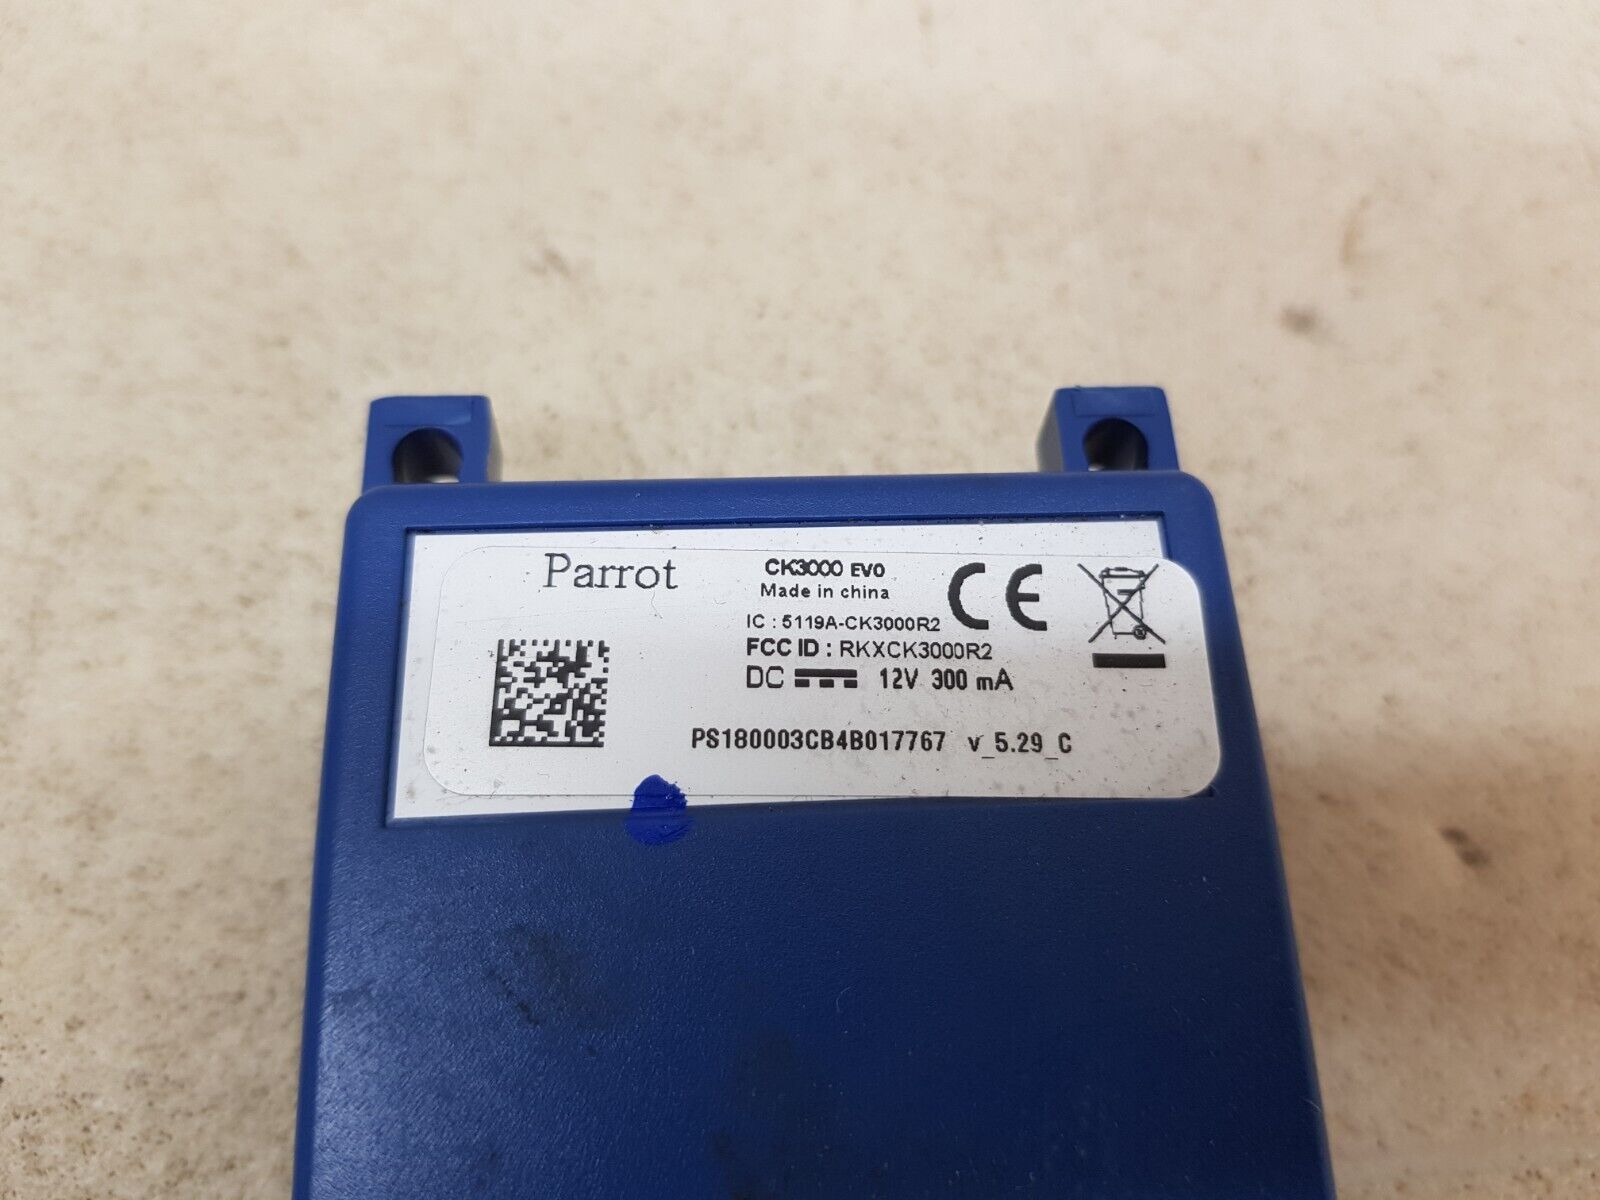 Parrot
CK3000 EVO
Made in china
IC : 5119A-CK3000R2
FCC ID : RKXCK3000R2
DC 12V 300 mA
PS180003CB4B017767 v_5.29_C
CE